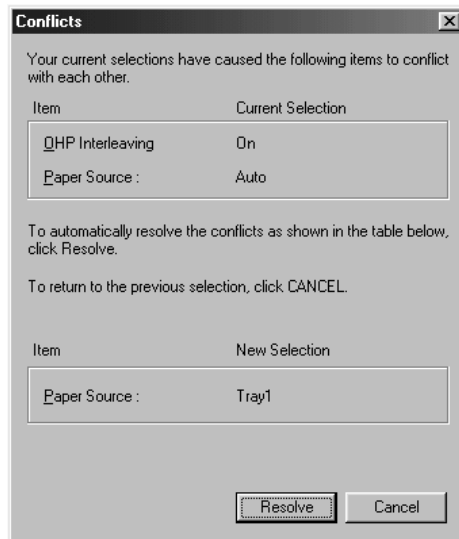 Conflicts
Your current selections have caused the following items to conflict
with each other.
Item Current Selection
OHP Interleaving On
Paper Source : Auto
To automatically resolve the conflicts as shown in the table below,
click Resolve.
To return to the previous selection, click CANCEL.
Item New Selection
Paper Source : Tray1
Resolve Cancel